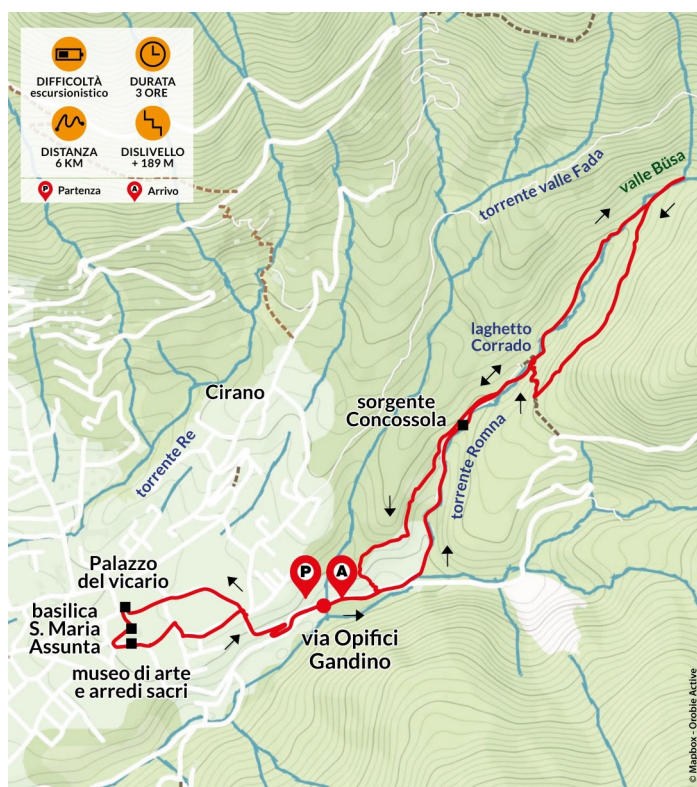 DIFFICOLTÀ
escursionistico
DURATA
3 ORE
DISTANZA
6 KM
DISLIVELLO
+ 189 M
P Partenza
A Arrivo
valle Büsa
torrente valle Fada
laghetto
Corrado
Cirano
sorgente
Concossola
torrente Re
torrente Romna
Palazzo
del vicario
P
A
basilica
S. Maria
Assunta
via Opifici
Gandino
museo di arte
e arredi sacri
© Mapbox - Orobie Active